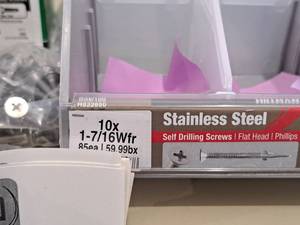 10x
1-7/16Wfr
85ea | 59.99bx
Stainless Steel
Self Drilling Screws | Flat Head | Phillips